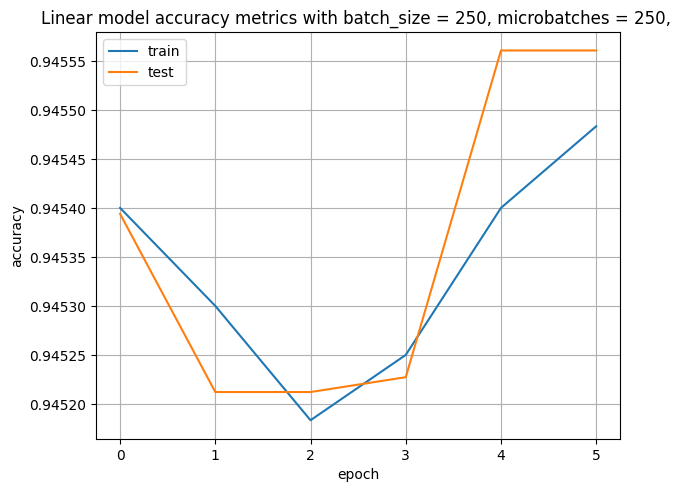 Linear model accuracy metrics with batch_size = 250, microbatches = 250,
train
test
0.94555
0.94550
0.94545
0.94540
0.94535
0.94530
0.94525
0.94520
accuracy
0 1 2 3 4 5
epoch